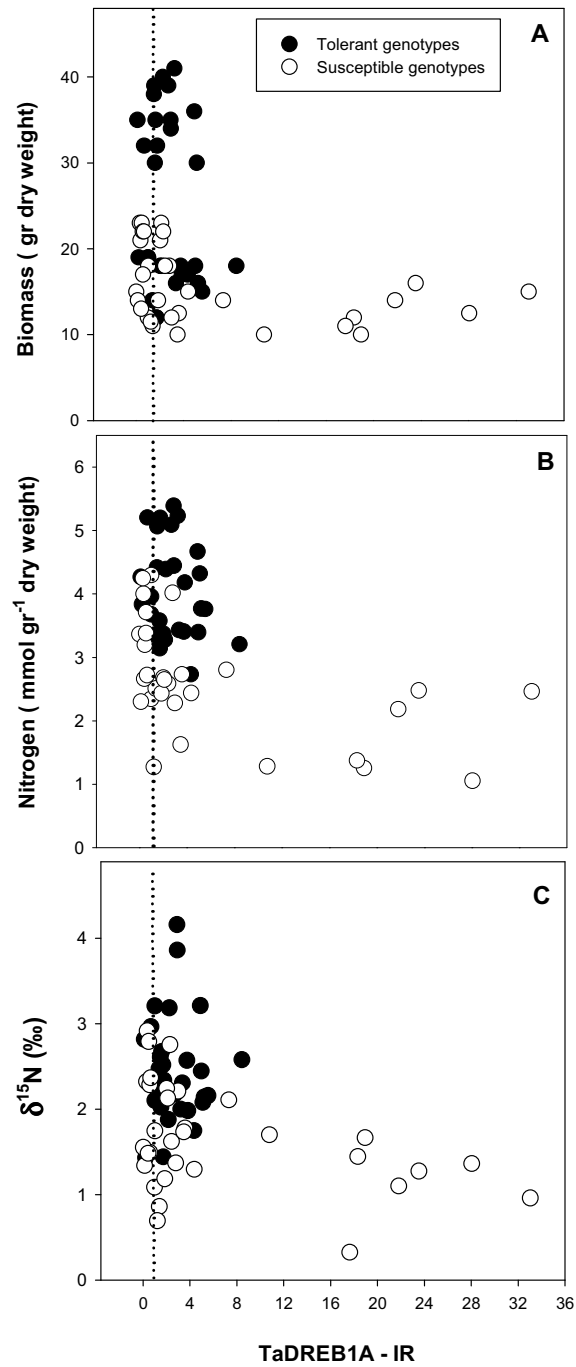 A
Tolerant genotypes
Susceptible genotypes
Biomass ( gr dry weight)
40
30
20
10
0
B
Nitrogen ( mmol gr⁻¹ dry weight)
6
5
4
3
2
1
0
C
δ¹⁵N (‰)
4
3
2
1
0
0 4 8 12 16 20 24 28 32 36
TaDREB1A - IR